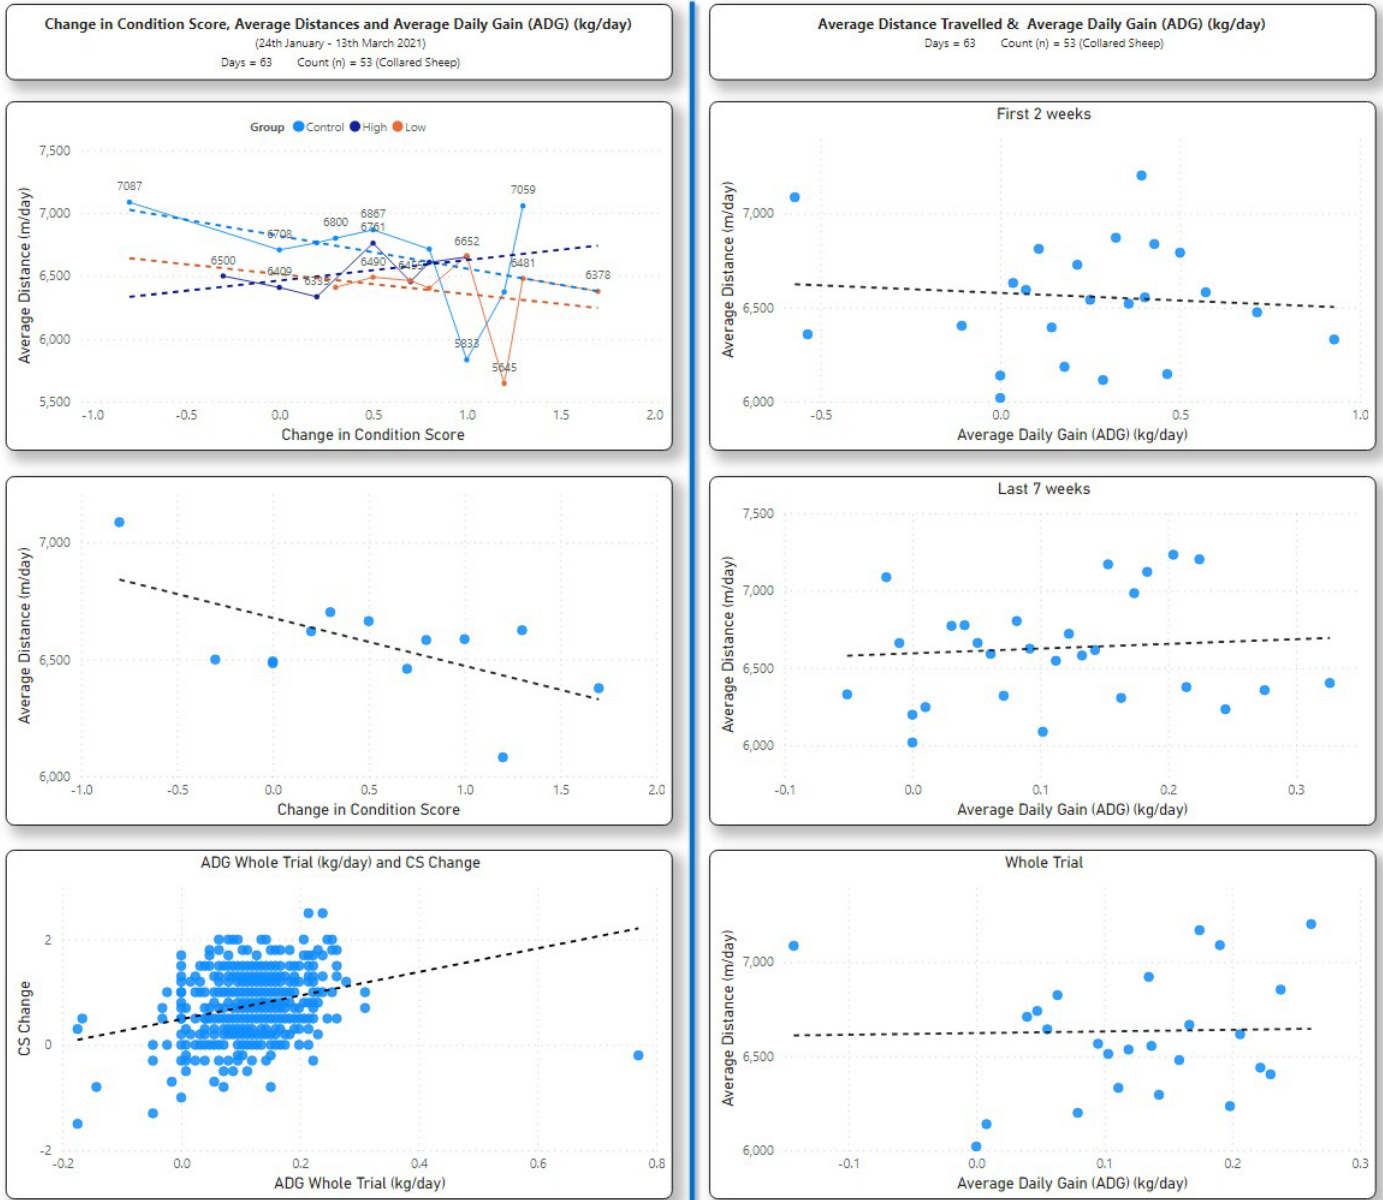 Change in Condition Score, Average Distances and Average Daily Gain (ADG) (kg/day)
(24th January - 13th March 2021)
Days = 63 Count (n) = 53 (Collared Sheep)
Group Control High Low
7,500
7,000
6,500
6,000
5,500
Average Distance (m/day)
7087
6708
6800
6867
6761
7059
6500
6409
6335
6490
6652
6481
6378
5833
5645
-1.0 -0.5 0.0 0.5 1.0 1.5 2.0
Change in Condition Score
7,000
6,500
6,000
Average Distance (m/day)
-1.0 -0.5 0.0 0.5 1.0 1.5 2.0
Change in Condition Score
ADG Whole Trial (kg/day) and CS Change
2
0
-2
CS Change
-0.2 0.0 0.2 0.4 0.6 0.8
ADG Whole Trial (kg/day)
Average Distance Travelled & Average Daily Gain (ADG) (kg/day)
Days = 63 Count (n) = 53 (Collared Sheep)
First 2 weeks
7,000
6,500
6,000
Average Distance (m/day)
-0.5 0.0 0.5 1.0
Average Daily Gain (ADG) (kg/day)
Last 7 weeks
7,500
7,000
6,500
6,000
Average Distance (m/day)
-0.1 0.0 0.1 0.2 0.3
Average Daily Gain (ADG) (kg/day)
Whole Trial
7,000
6,500
6,000
Average Distance (m/day)
-0.1 0.0 0.1 0.2 0.3
Average Daily Gain (ADG) (kg/day)